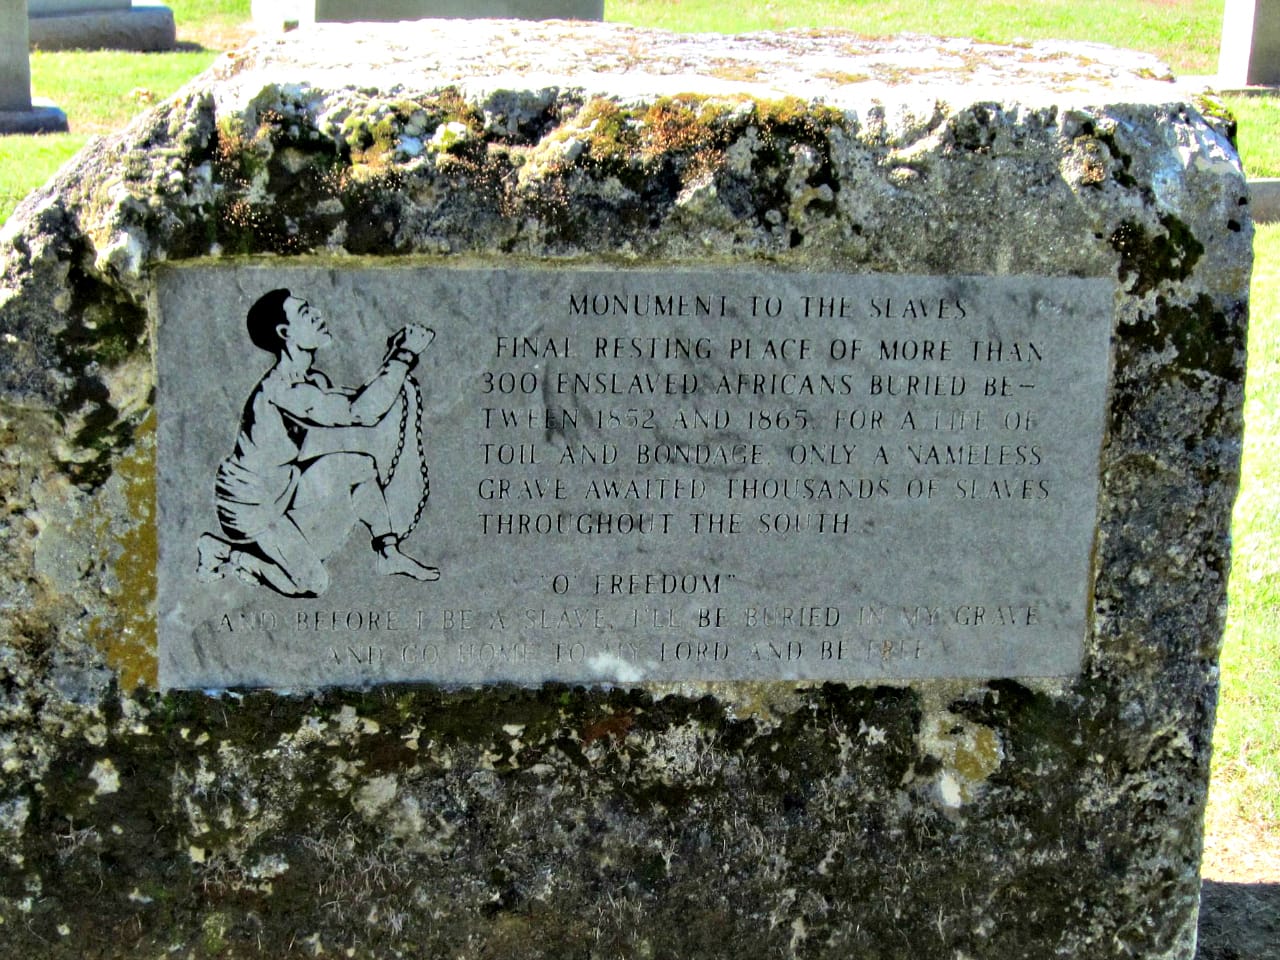 MONUMENT TO THE SLAVES
FINAL RESTING PLACE OF MORE THAN
300 ENSLAVED AFRICANS BURIED BE-
TWEEN 1852 AND 1865. FOR A LIFE OF
TOIL AND BONDAGE, ONLY A NAMELESS
GRAVE AWAITED THOUSANDS OF SLAVES
THROUGHOUT THE SOUTH.
"O' FREEDOM"
AND BEFORE I BE A SLAVE, I'LL BE BURIED IN MY GRAVE
AND GO HOME TO MY LORD AND BE FREE